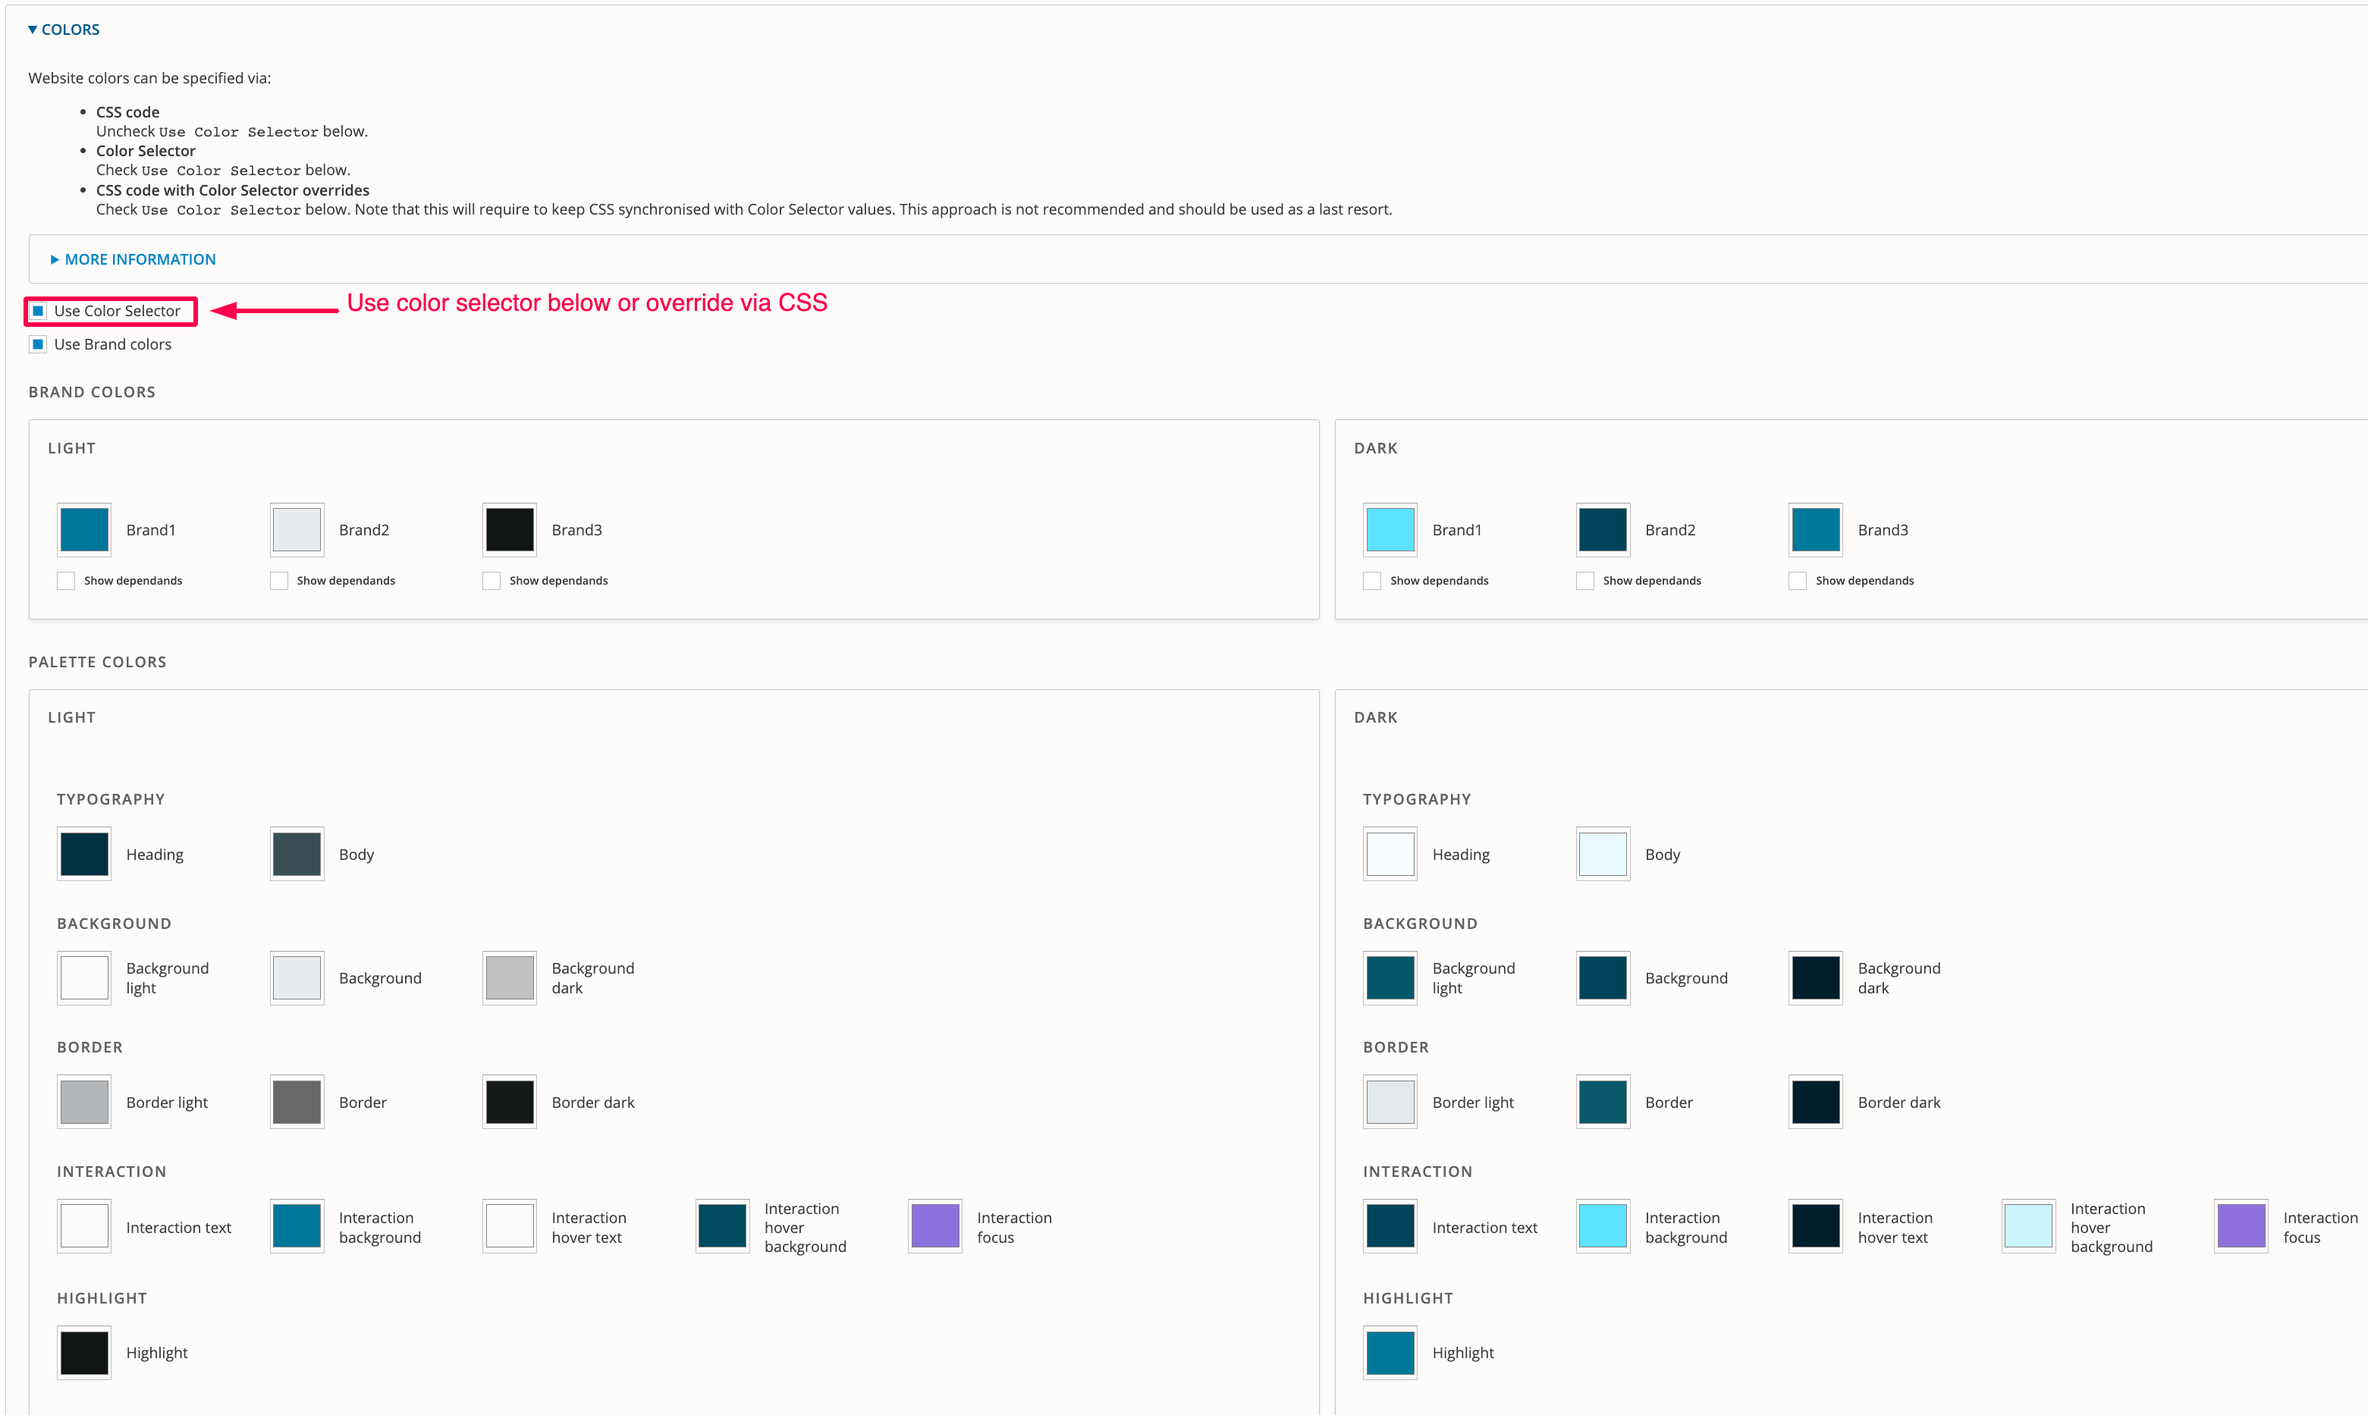 COLORS
Website colors can be specified via:
CSS code
Uncheck Use Color Selector below.
Color Selector
Check Use Color Selector below.
CSS code with Color Selector overrides
Check Use Color Selector below. Note that this will require to keep CSS synchronised with Color Selector values. This approach is not recommended and should be used as a last resort.
MORE INFORMATION
Use Color Selector
Use color selector below or override via CSS
Use Brand colors
BRAND COLORS
LIGHT
Brand1
Brand2
Brand3
Show dependands
Show dependands
Show dependands
DARK
Brand1
Brand2
Brand3
Show dependands
Show dependands
Show dependands
PALETTE COLORS
LIGHT
TYPOGRAPHY
Heading
Body
BACKGROUND
Background
light
Background
Background
dark
BORDER
Border light
Border
Border dark
INTERACTION
Interaction text
Interaction
background
Interaction
hover text
Interaction
hover
background
Interaction
focus
HIGHLIGHT
Highlight
DARK
TYPOGRAPHY
Heading
Body
BACKGROUND
Background
light
Background
Background
dark
BORDER
Border light
Border
Border dark
INTERACTION
Interaction text
Interaction
background
Interaction
hover text
Interaction
hover
background
Interaction
focus
HIGHLIGHT
Highlight